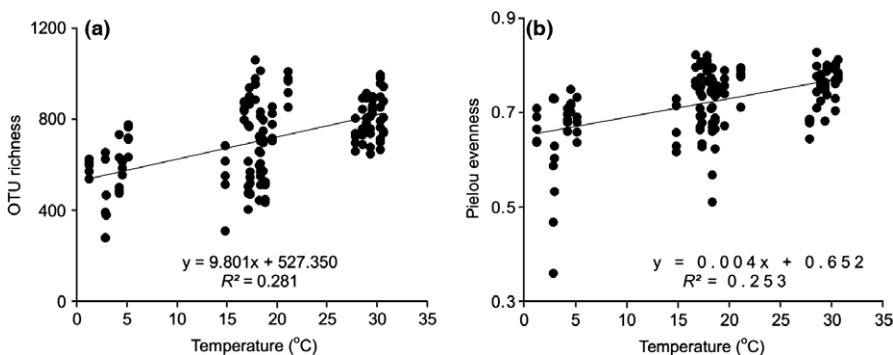 (a)
1200
800
400
0
OTU richness
y = 9.801x + 527.350
R² = 0.281
0 5 10 15 20 25 30 35
Temperature (°C)
(b)
0.9
0.7
0.5
0.3
Pielou evenness
y = 0.004x + 0.652
R² = 0.253
0 5 10 15 20 25 30 35
Temperature (°C)